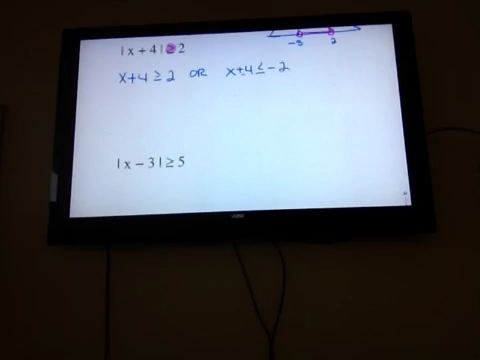 -3 2
|x + 4| ≥ 2
x+4 ≥ 2 OR x+4 ≤ -2
|x − 3| ≥ 5